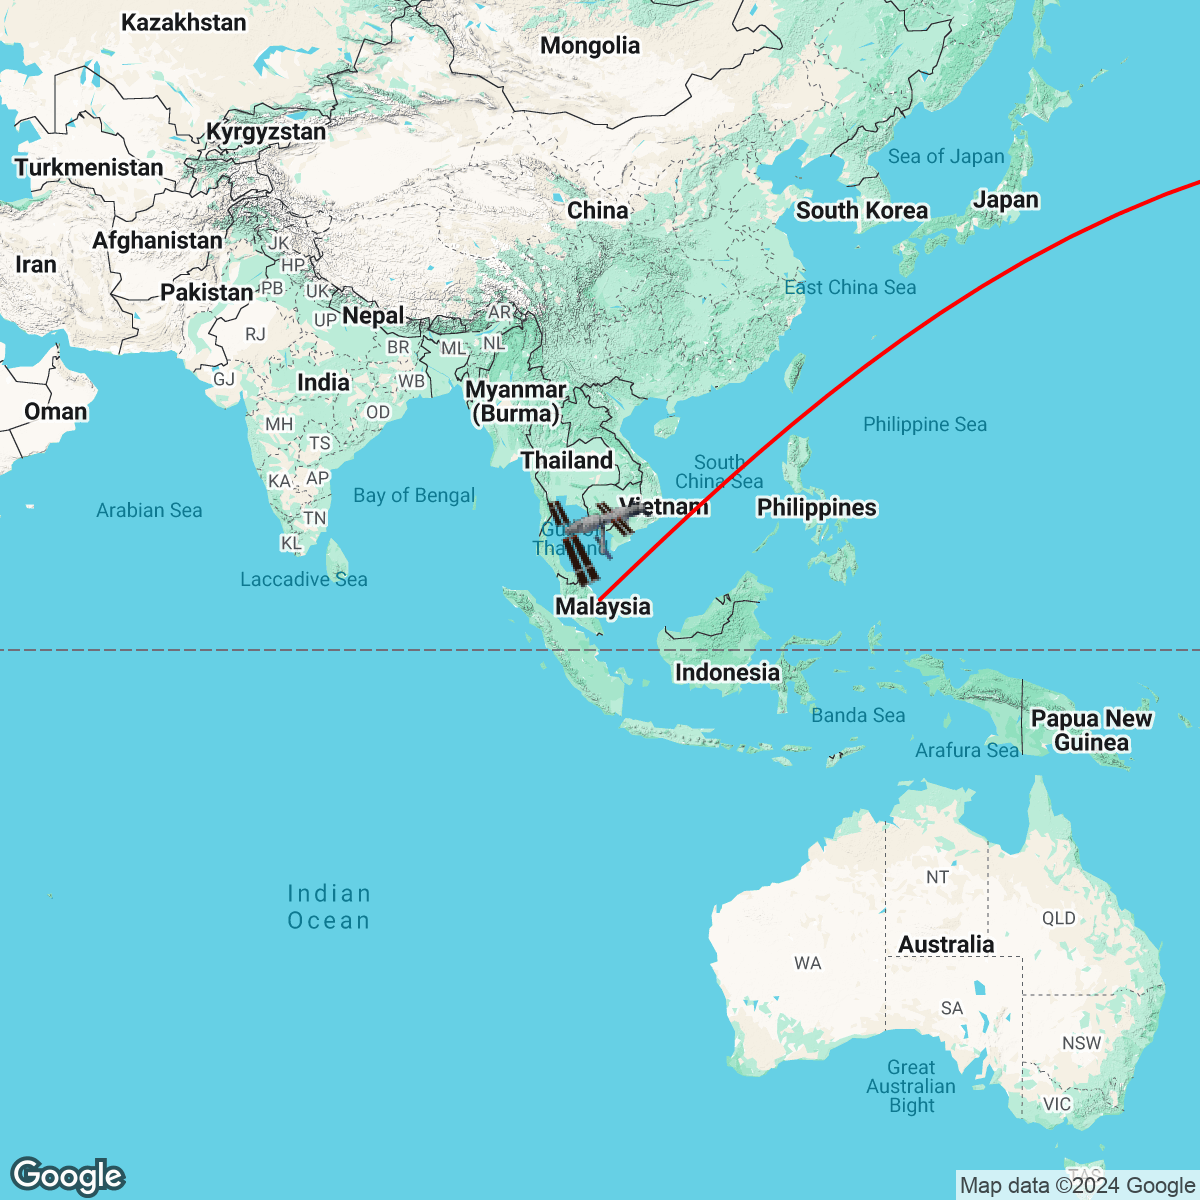 Kazakhstan
Mongolia
Kyrgyzstan
Turkmenistan
Sea of Japan
Japan
China
South Korea
Afghanistan
JK
Iran
HP
Pakistan
PB
UK
East China Sea
Nepal
AR
UP
RJ
BR
ML
NL
GJ
India
WB
Myanmar
(Burma)
Oman
OD
MH
Philippine Sea
TS
Thailand
South
China Sea
KA
AP
Bay of Bengal
Arabian Sea
Vietnam
Philippines
TN
KL
Thailand
Laccadive Sea
Malaysia
Indonesia
Banda Sea
Papua New
Guinea
Arafura Sea
NT
Indian
Ocean
QLD
Australia
WA
SA
NSW
Great
Australian
Bight
VIC
TAS
Google
Map data ©2024 Google